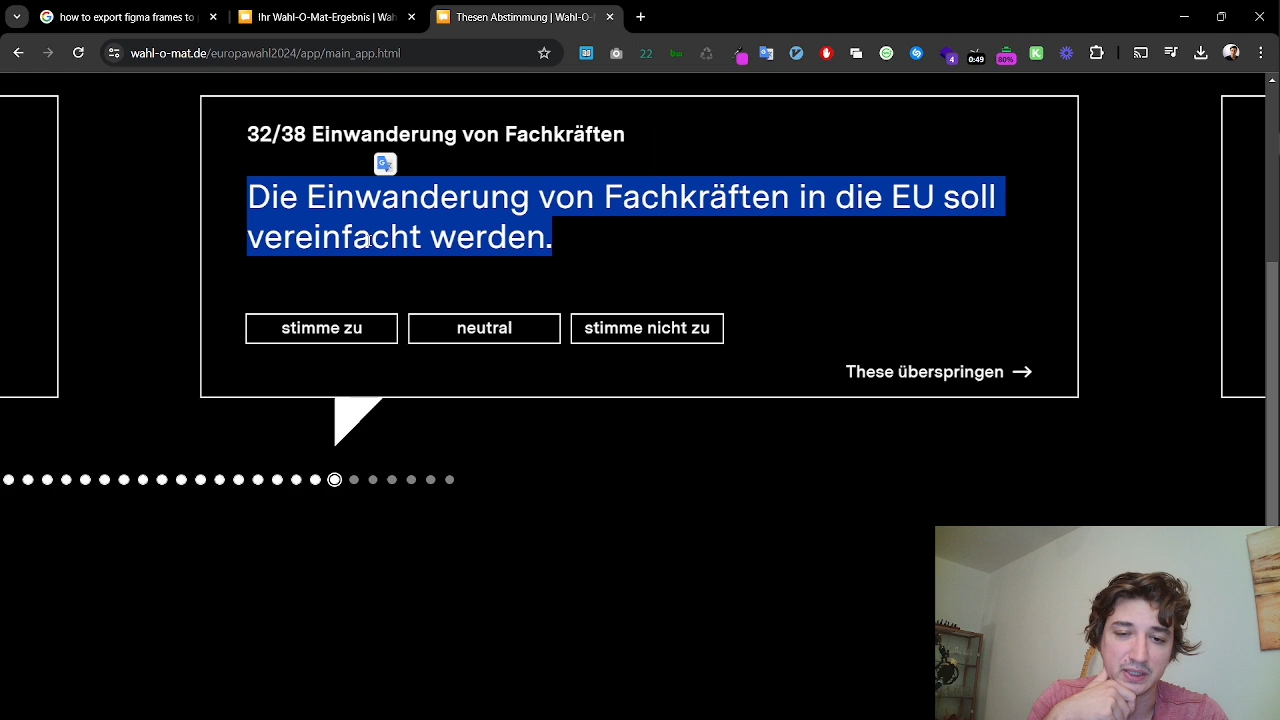 how to export figma frames to
Ihr Wahl-O-Mat-Ergebnis | Wah
Thesen Abstimmung | Wahl-O-
wahl-o-mat.de/europawahl2024/app/main_app.html
22
4
0:49
80%
K
32/38 Einwanderung von Fachkräften
Die Einwanderung von Fachkräften in die EU soll
vereinfacht werden.
stimme zu
neutral
stimme nicht zu
These überspringen →